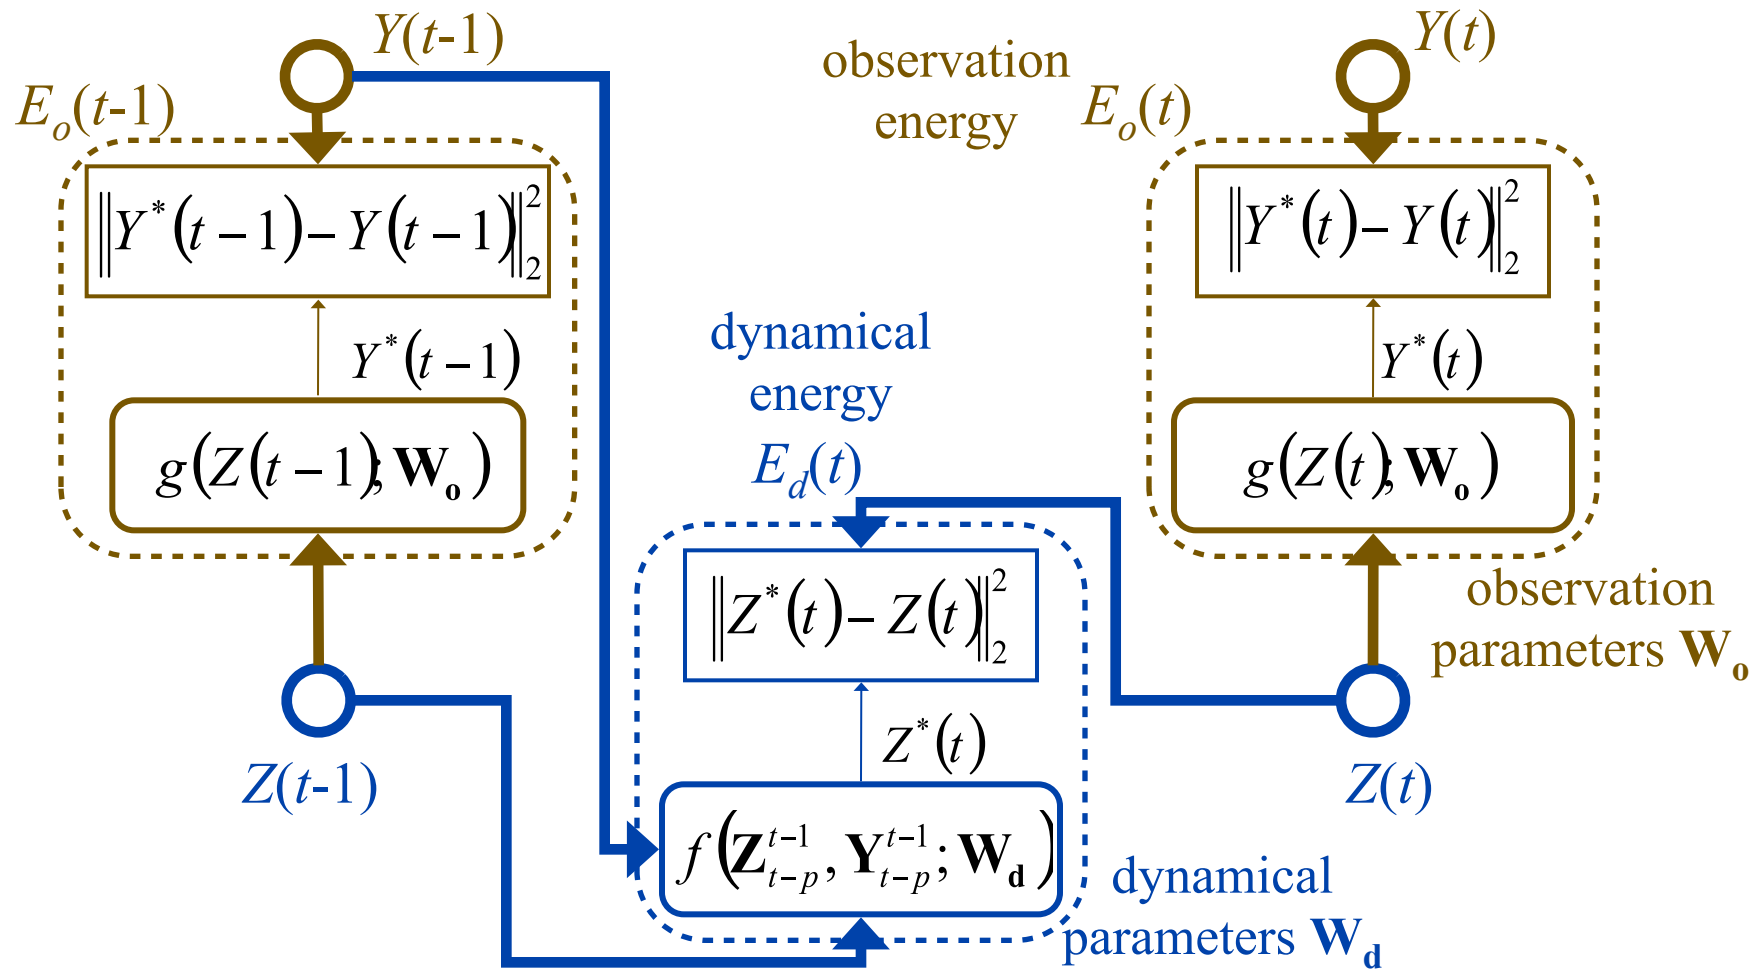 Y(t-1)
E_o(t-1)
‖Y*(t−1)−Y(t−1)‖₂²
Y*(t−1)
g(Z(t−1); W_o)
Z(t-1)
observation
energy
dynamical
energy
E_d(t)
‖Z*(t)−Z(t)‖₂²
Z*(t)
f(Z_{t−p}^{t−1}, Y_{t−p}^{t−1}; W_d)
dynamical
parameters W_d
Y(t)
E_o(t)
‖Y*(t)−Y(t)‖₂²
Y*(t)
g(Z(t); W_o)
observation
parameters W_o
Z(t)